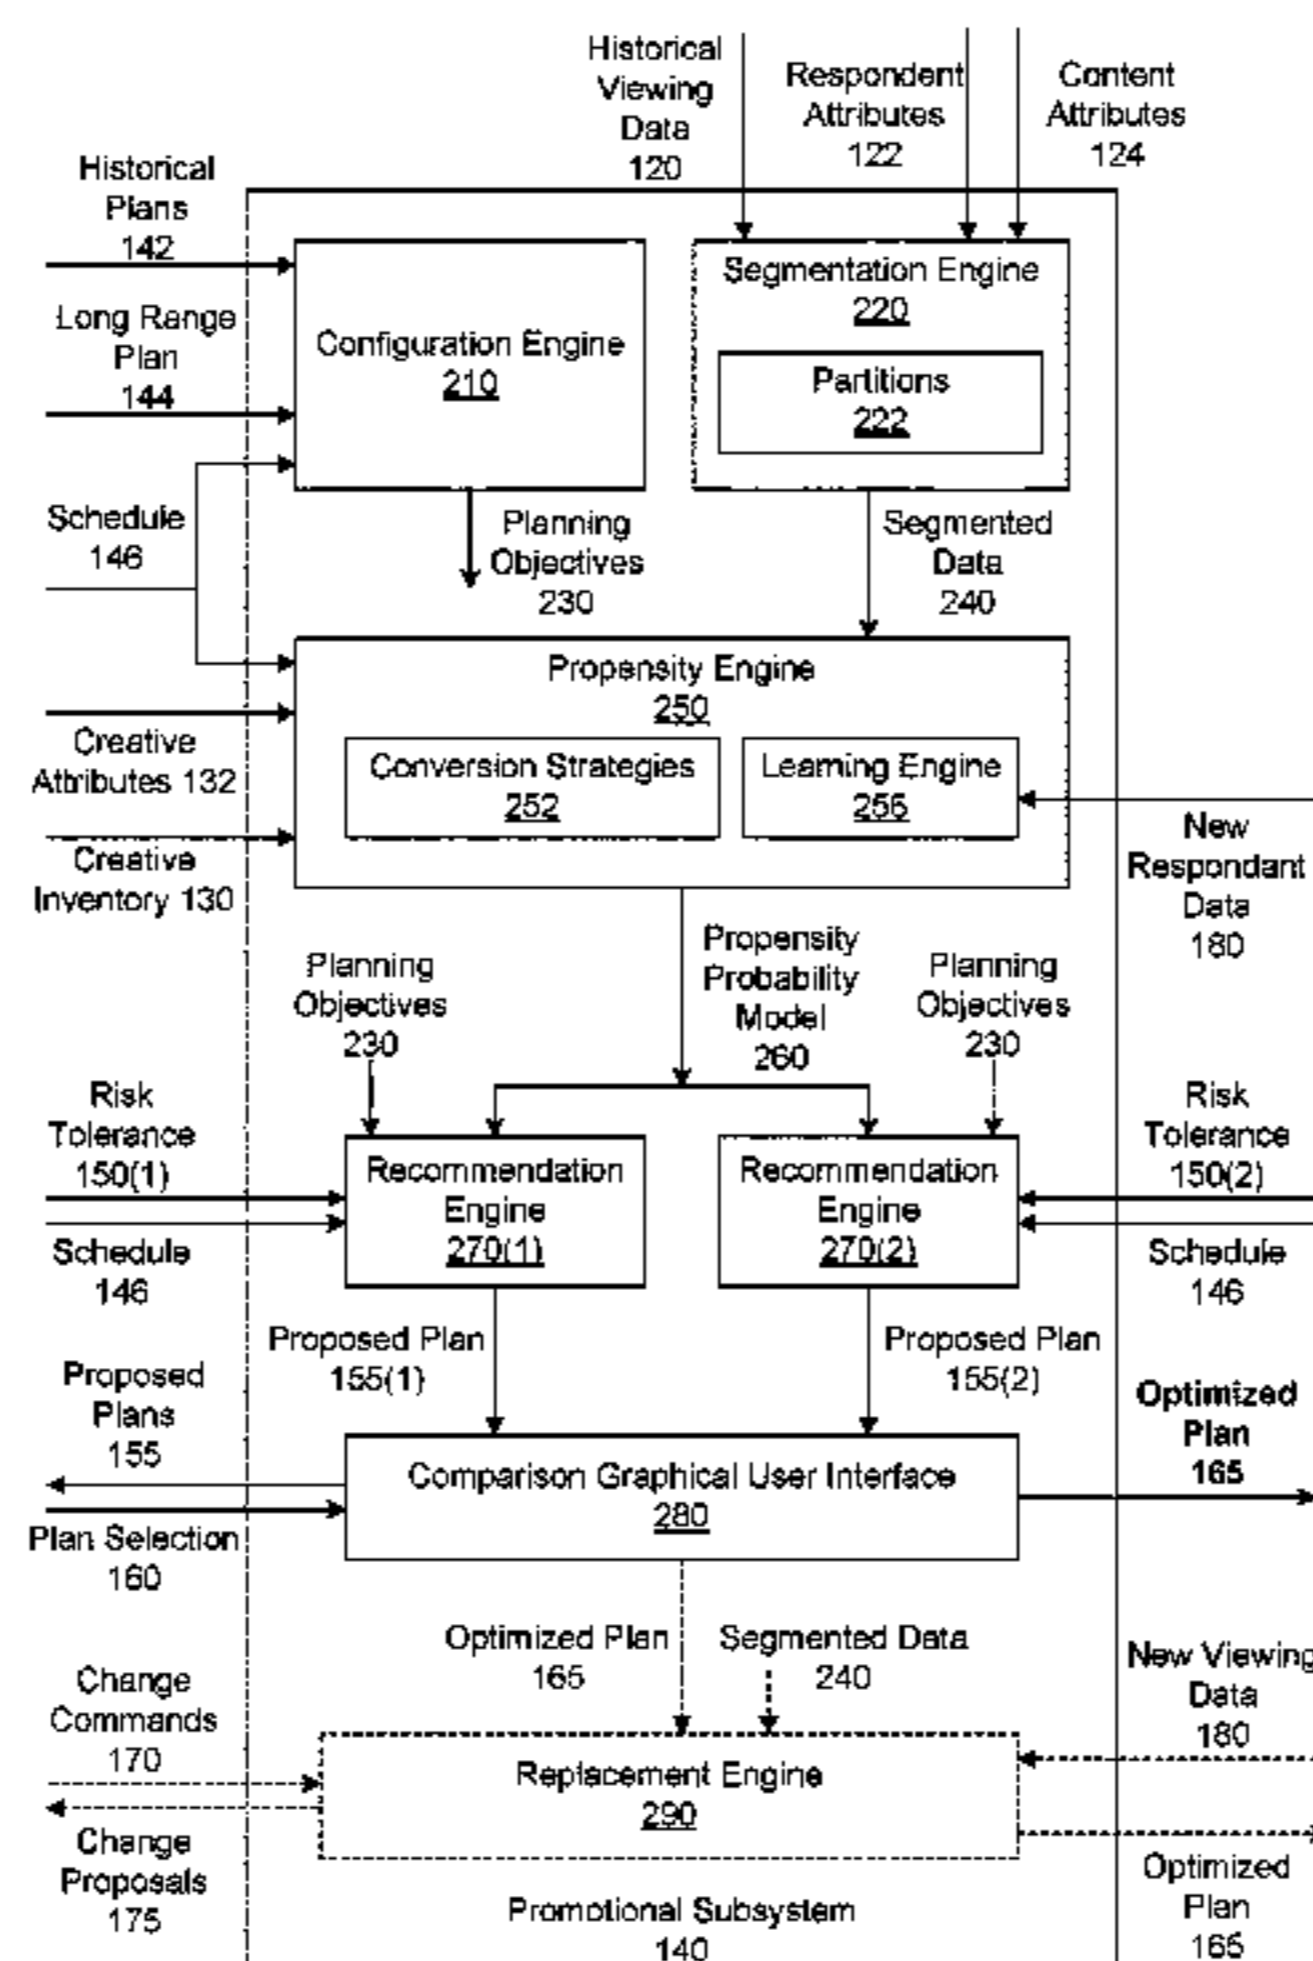 Historical
Viewing
Data
120
Respondent
Attributes
122
Content
Attributes
124
Historical
Plans
142
Long Range
Plan
144
Schedule
146
Configuration Engine
210
Segmentation Engine
220
Partitions
222
Planning
Objectives
230
Segmented
Data
240
Propensity Engine
250
Conversion Strategies
252
Learning Engine
256
Creative
Attributes 132
Creative
Inventory 130
New
Respondant
Data
180
Planning
Objectives
230
Propensity
Probability
Model
260
Planning
Objectives
230
Risk
Tolerance
150(1)
Schedule
146
Recommendation
Engine
270(1)
Recommendation
Engine
270(2)
Risk
Tolerance
150(2)
Schedule
146
Proposed Plan
155(1)
Proposed Plan
155(2)
Proposed
Plans
155
Plan Selection
160
Comparison Graphical User Interface
280
Optimized
Plan
165
Optimized Plan
165
Segmented Data
240
Change
Commands
170
Change
Proposals
175
Replacement Engine
290
New Viewing
Data
180
Optimized
Plan
165
Promotional Subsystem
140